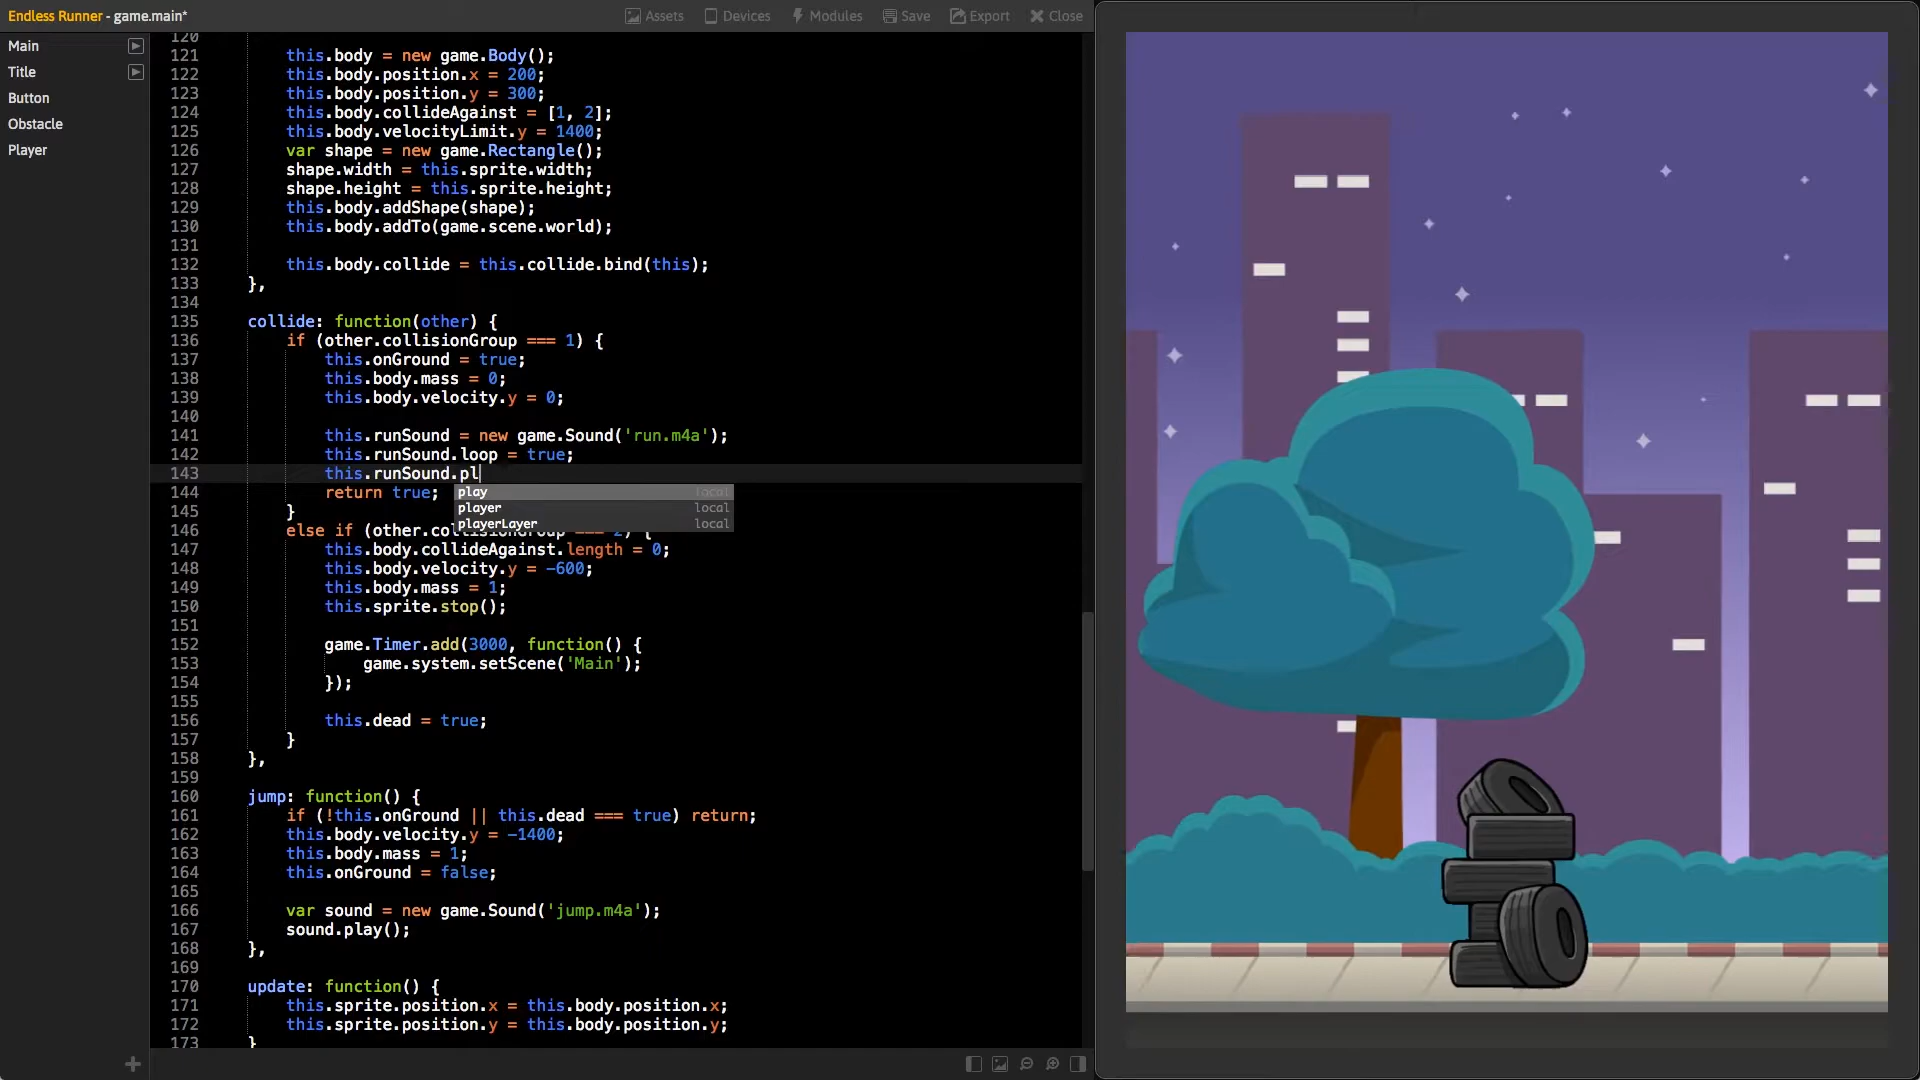 Endless Runner - game.main*
Assets
Devices
Modules
Save
Export
Close
Main
Title
Button
Obstacle
Player
120
121 this.body = new game.Body();
122 this.body.position.x = 200;
123 this.body.position.y = 300;
124 this.body.collideAgainst = [1, 2];
125 this.body.velocityLimit.y = 1400;
126 var shape = new game.Rectangle();
127 shape.width = this.sprite.width;
128 shape.height = this.sprite.height;
129 this.body.addShape(shape);
130 this.body.addTo(game.scene.world);
131
132 this.body.collide = this.collide.bind(this);
133 },
134
135 collide: function(other) {
136 if (other.collisionGroup === 1) {
137 this.onGround = true;
138 this.body.mass = 0;
139 this.body.velocity.y = 0;
140
141 this.runSound = new game.Sound('run.m4a');
142 this.runSound.loop = true;
143 this.runSound.pl
144 return true;
play local
player local
playerLayer local
145 }
146 else if (other.collisionGroup === 2) {
147 this.body.collideAgainst.length = 0;
148 this.body.velocity.y = -600;
149 this.body.mass = 1;
150 this.sprite.stop();
151
152 game.Timer.add(3000, function() {
153 game.system.setScene('Main');
154 });
155
156 this.dead = true;
157 }
158 },
159
160 jump: function() {
161 if (!this.onGround || this.dead === true) return;
162 this.body.velocity.y = -1400;
163 this.body.mass = 1;
164 this.onGround = false;
165
166 var sound = new game.Sound('jump.m4a');
167 sound.play();
168 },
169
170 update: function() {
171 this.sprite.position.x = this.body.position.x;
172 this.sprite.position.y = this.body.position.y;
173 }